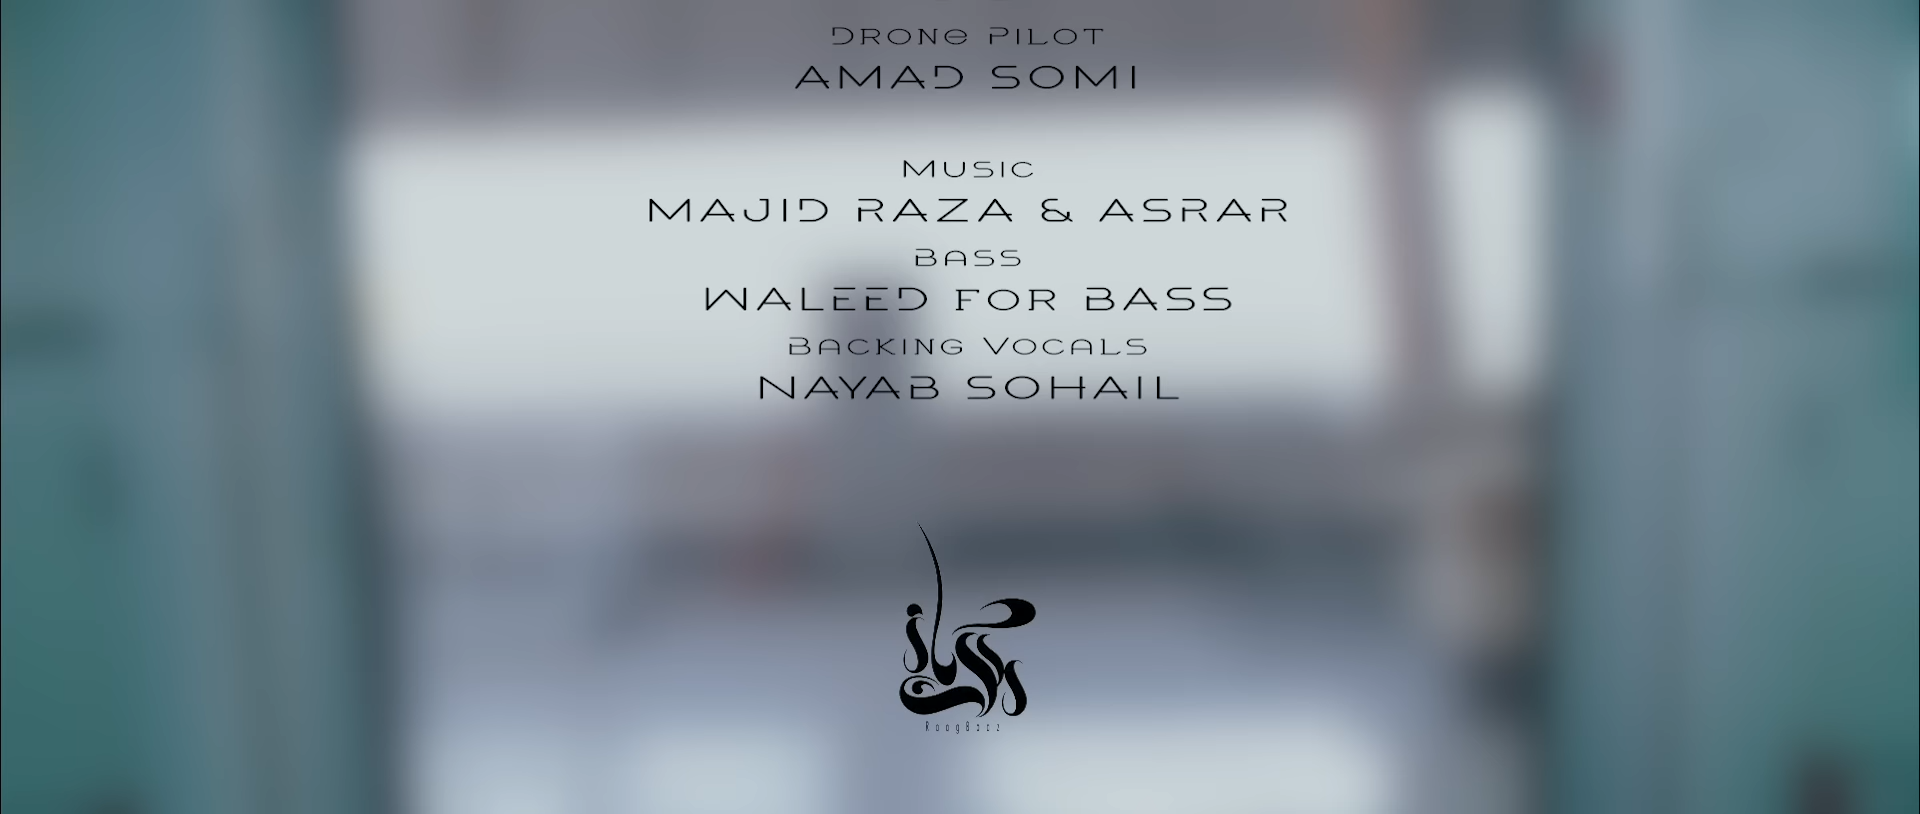 Drone Pilot
AMAD SOMI
Music
MAJID RAZA & ASRAR
Bass
WALEED FOR BASS
Backing Vocals
NAYAB SOHAIL